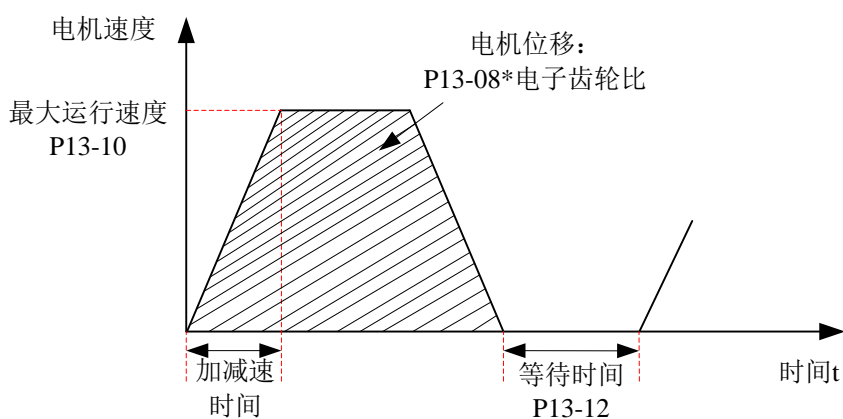 电机速度
电机位移：
P13-08*电子齿轮比
最大运行速度
P13-10
加减速
时间
等待时间
P13-12
时间t